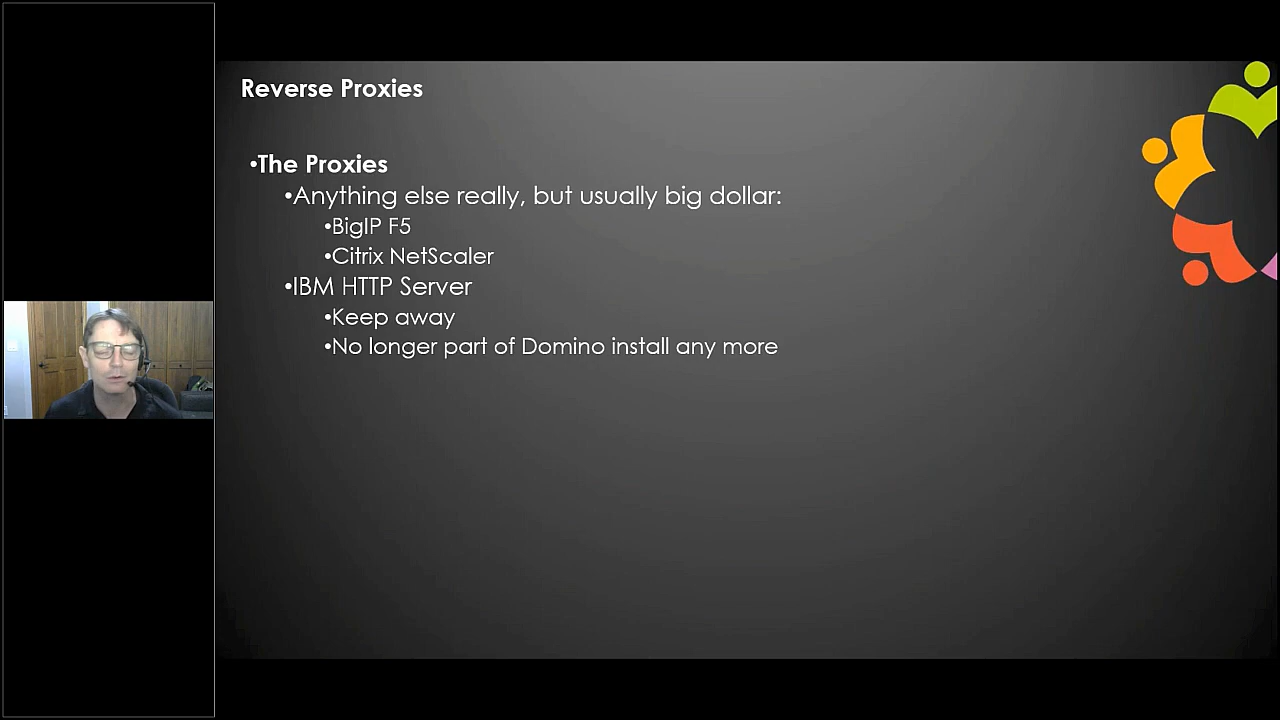 Reverse Proxies
•The Proxies
•Anything else really, but usually big dollar:
•BigIP F5
•Citrix NetScaler
•IBM HTTP Server
•Keep away
•No longer part of Domino install any more